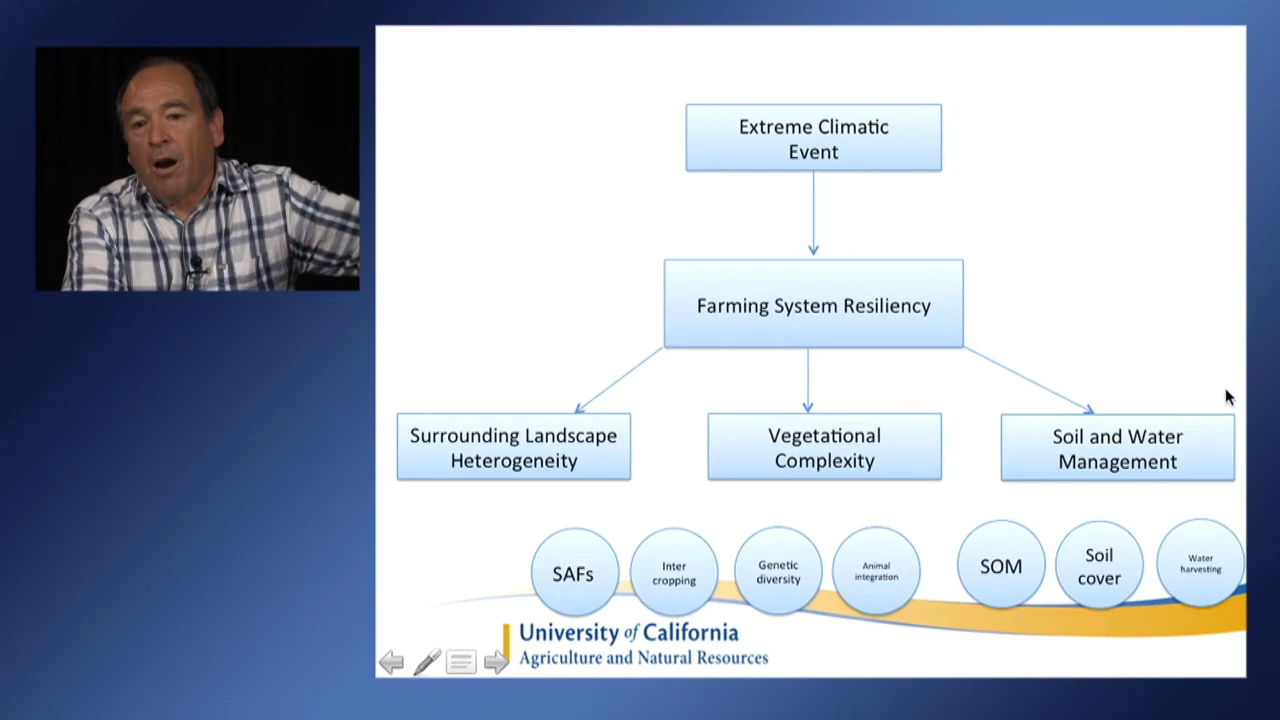 Extreme Climatic
Event
Farming System Resiliency
Surrounding Landscape
Heterogeneity
Vegetational
Complexity
Soil and Water
Management
SAFs
Inter
cropping
Genetic
diversity
Animal
integration
SOM
Soil
cover
Water
harvesting
University of California
Agriculture and Natural Resources